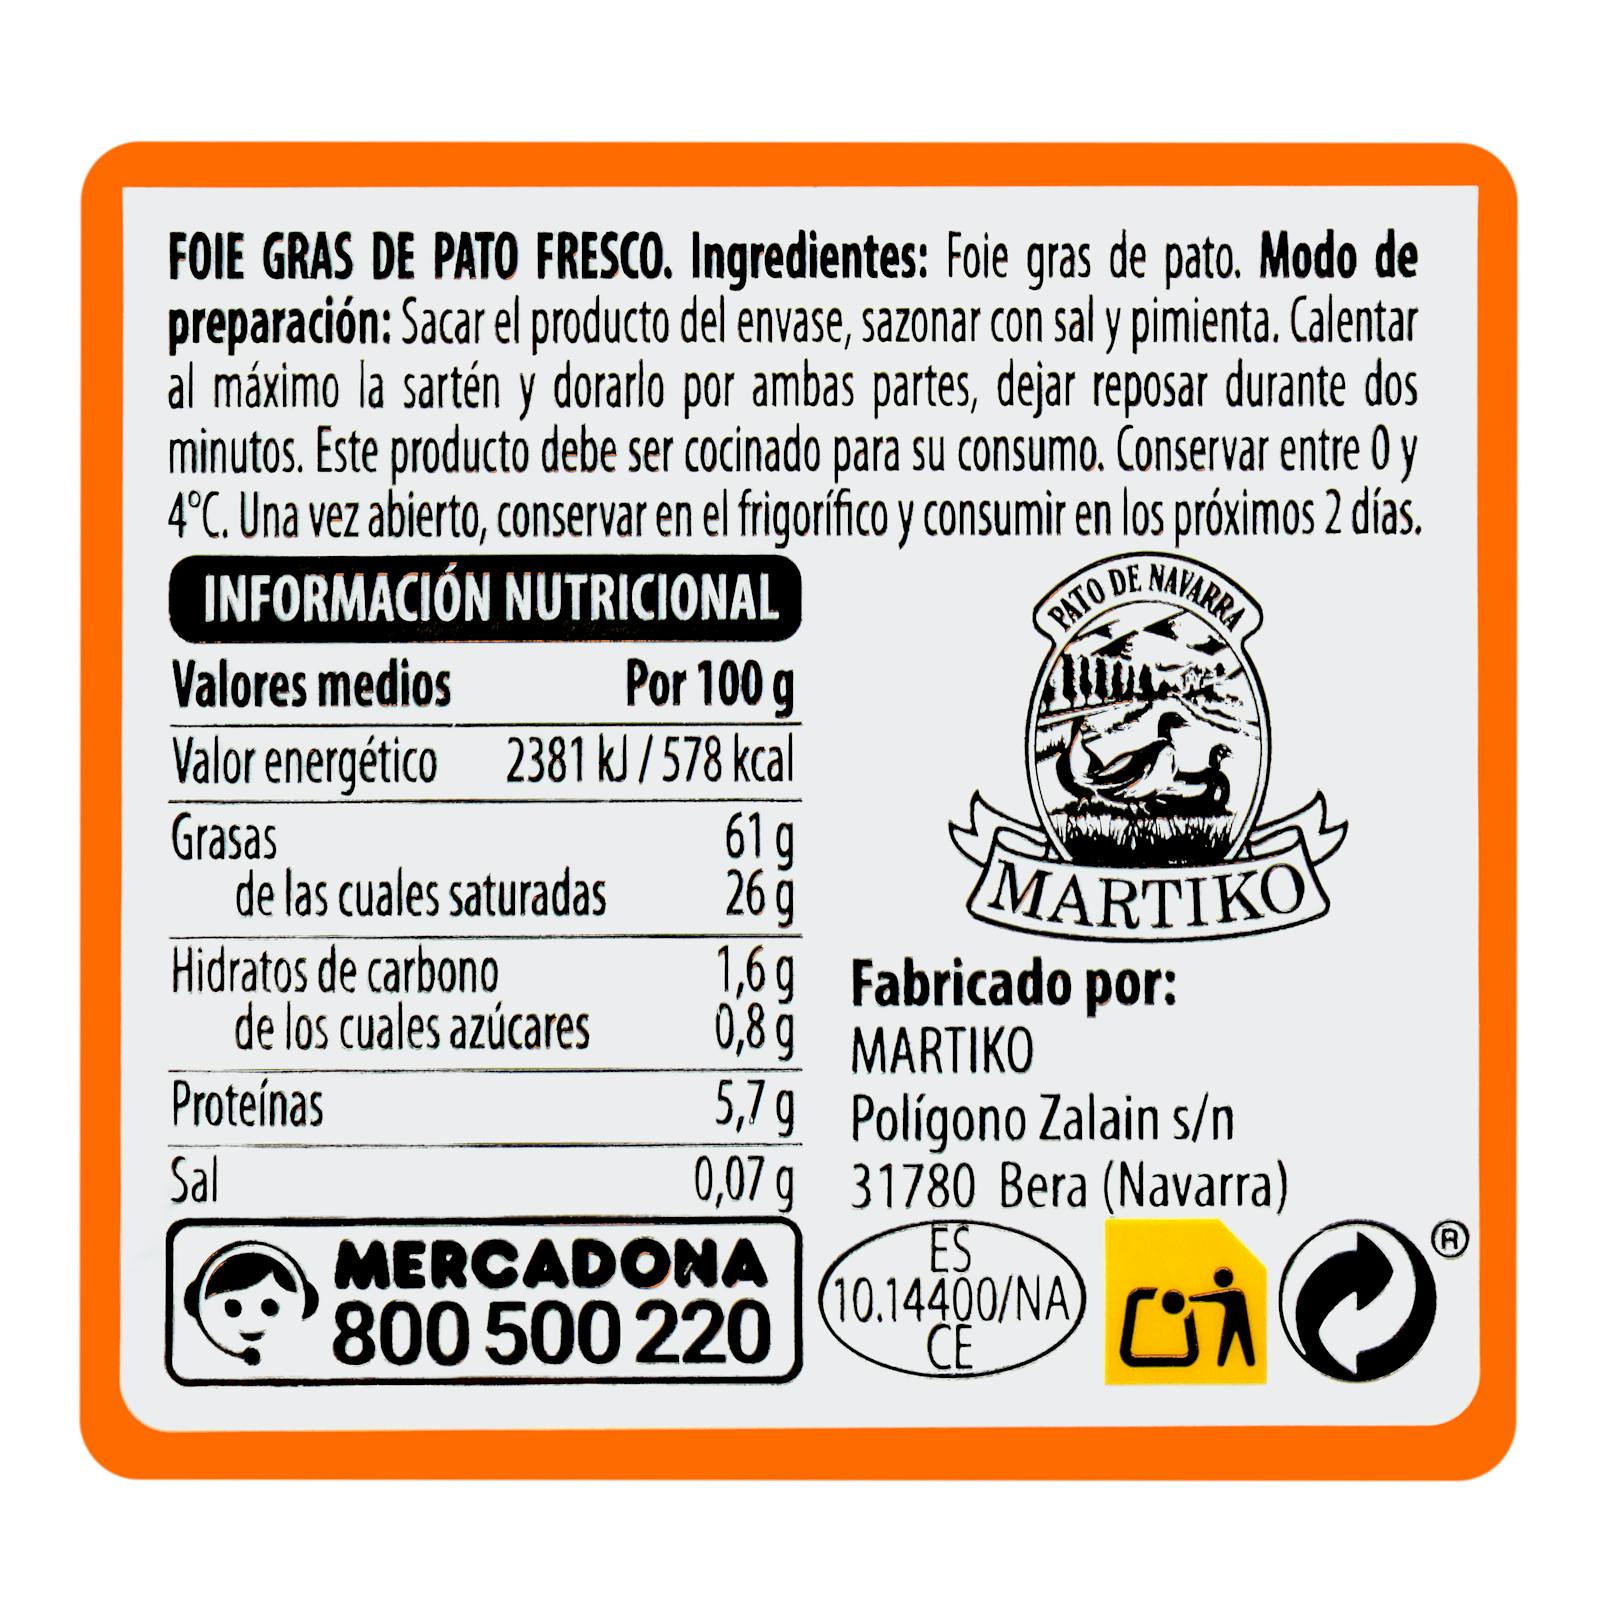 FOIE GRAS DE PATO FRESCO. Ingredientes: Foie gras de pato. Modo de
preparación: Sacar el producto del envase, sazonar con sal y pimienta. Calentar
al máximo la sartén y dorarlo por ambas partes, dejar reposar durante dos
minutos. Este producto debe ser cocinado para su consumo. Conservar entre 0 y
4°C. Una vez abierto, conservar en el frigorífico y consumir en los próximos 2 días.
INFORMACIÓN NUTRICIONAL
Valores medios Por 100 g
Valor energético 2381 kJ / 578 kcal
Grasas 61 g
de las cuales saturadas 26 g
Hidratos de carbono 1,6 g
de los cuales azúcares 0,8 g
Proteínas 5,7 g
Sal 0,07 g
MERCADONA
800 500 220
PATO DE NAVARRA
MARTIKO
Fabricado por:
MARTIKO
Polígono Zalain s/n
31780 Bera (Navarra)
ES
10.14400/NA
CE
®